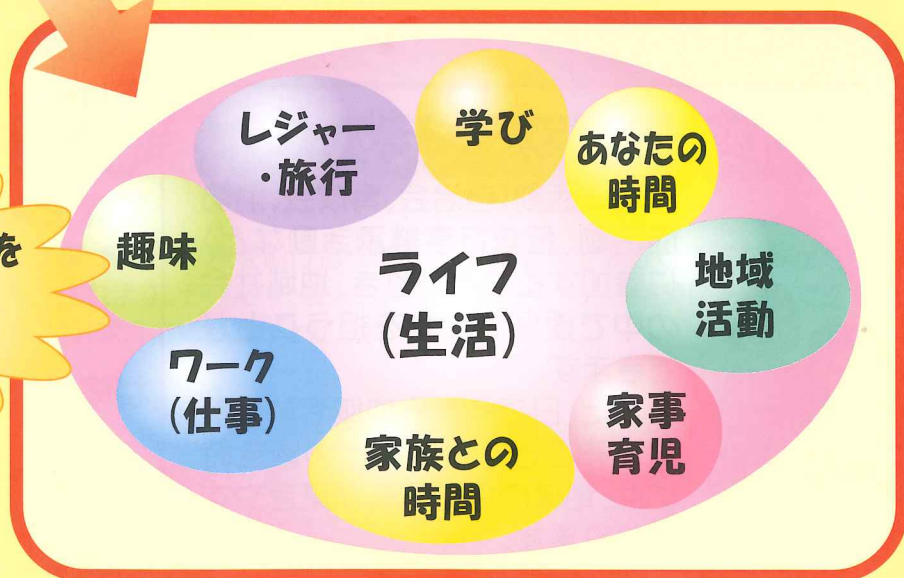 レジャー
・旅行
学び
あなたの
時間
を
趣味
ライフ
(生活)
地域
活動
ワーク
(仕事)
家事
育児
家族との
時間